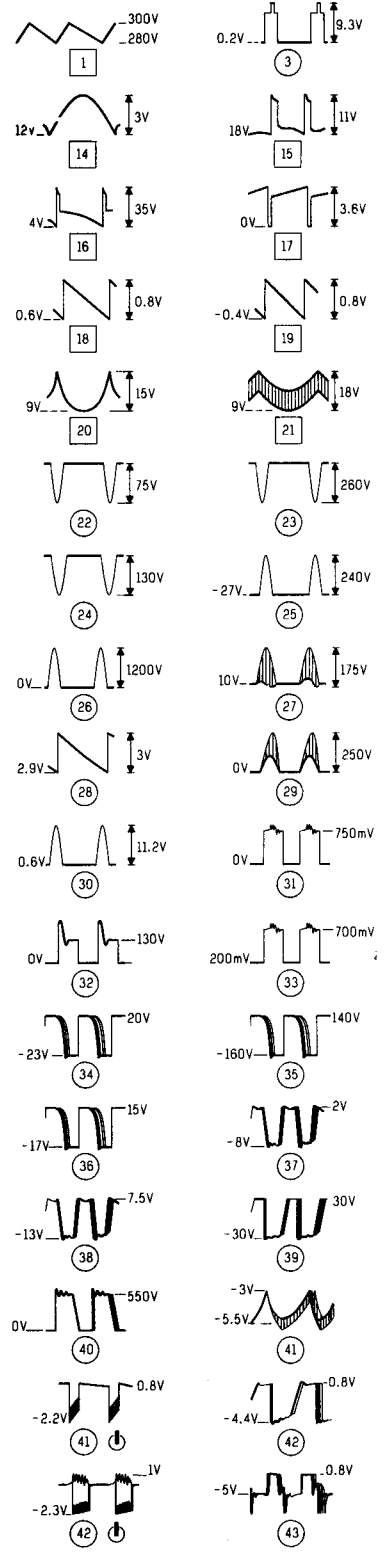 300V
280V
1
9.3V
0.2V
3
3V
12V
14
11V
18V
15
35V
4V
16
3.6V
0V
17
0.8V
0.6V
18
0.8V
-0.4V
19
15V
9V
20
18V
9V
21
75V
22
260V
23
130V
24
240V
-27V
25
1200V
0V
26
175V
10V
27
3V
2.9V
28
250V
0V
29
11.2V
0.6V
30
750mV
0V
31
130V
0V
32
700mV
200mV
33
20V
-23V
34
140V
-160V
35
15V
-17V
36
2V
-8V
37
7.5V
-13V
38
30V
-30V
39
550V
0V
40
-3V
-5.5V
41
0.8V
-2.2V
41
0.8V
-4.4V
42
1V
-2.3V
42
0.8V
-5V
43